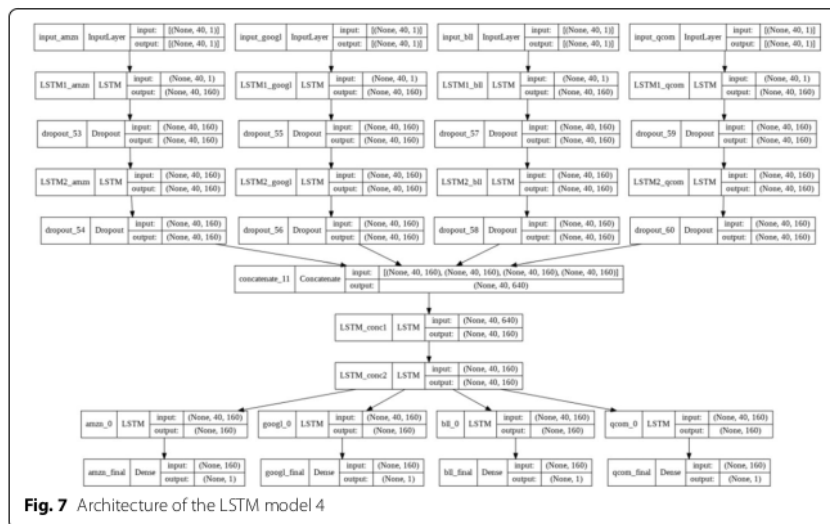 input_amzn InputLayer input: [(None, 40, 1)] output: [(None, 40, 1)]
input_googl InputLayer input: [(None, 40, 1)] output: [(None, 40, 1)]
input_bll InputLayer input: [(None, 40, 1)] output: [(None, 40, 1)]
input_qcom InputLayer input: [(None, 40, 1)] output: [(None, 40, 1)]
LSTM1_amzn LSTM input: (None, 40, 1) output: (None, 40, 160)
LSTM1_googl LSTM input: (None, 40, 1) output: (None, 40, 160)
LSTM1_bll LSTM input: (None, 40, 1) output: (None, 40, 160)
LSTM1_qcom LSTM input: (None, 40, 1) output: (None, 40, 160)
dropout_53 Dropout input: (None, 40, 160) output: (None, 40, 160)
dropout_55 Dropout input: (None, 40, 160) output: (None, 40, 160)
dropout_57 Dropout input: (None, 40, 160) output: (None, 40, 160)
dropout_59 Dropout input: (None, 40, 160) output: (None, 40, 160)
LSTM2_amzn LSTM input: (None, 40, 160) output: (None, 40, 160)
LSTM2_googl LSTM input: (None, 40, 160) output: (None, 40, 160)
LSTM2_bll LSTM input: (None, 40, 160) output: (None, 40, 160)
LSTM2_qcom LSTM input: (None, 40, 160) output: (None, 40, 160)
dropout_54 Dropout input: (None, 40, 160) output: (None, 40, 160)
dropout_56 Dropout input: (None, 40, 160) output: (None, 40, 160)
dropout_58 Dropout input: (None, 40, 160) output: (None, 40, 160)
dropout_60 Dropout input: (None, 40, 160) output: (None, 40, 160)
concatenate_11 Concatenate input: [(None, 40, 160), (None, 40, 160), (None, 40, 160), (None, 40, 160)] output: (None, 40, 640)
LSTM_conc1 LSTM input: (None, 40, 640) output: (None, 40, 160)
LSTM_conc2 LSTM input: (None, 40, 160) output: (None, 40, 160)
amzn_0 LSTM input: (None, 40, 160) output: (None, 160)
googl_0 LSTM input: (None, 40, 160) output: (None, 160)
bll_0 LSTM input: (None, 40, 160) output: (None, 160)
qcom_0 LSTM input: (None, 40, 160) output: (None, 160)
amzn_final Dense input: (None, 160) output: (None, 1)
googl_final Dense input: (None, 160) output: (None, 1)
bll_final Dense input: (None, 160) output: (None, 1)
qcom_final Dense input: (None, 160) output: (None, 1)
Fig. 7 Architecture of the LSTM model 4